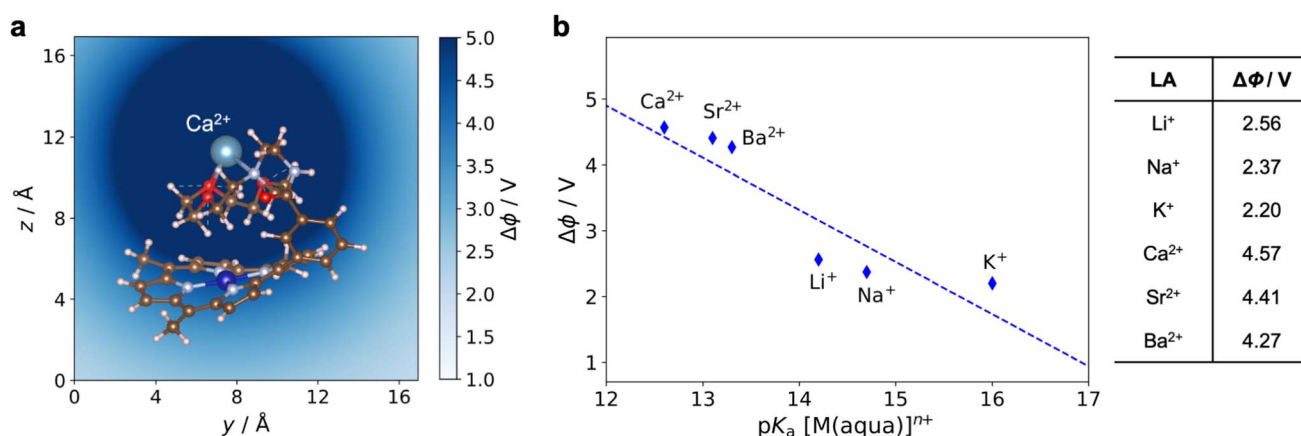 a
16
12
8
4
0
z / Å
0 4 8 12 16
y / Å
Ca²⁺
5.0
4.5
4.0
3.5
3.0
2.5
2.0
1.5
1.0
Δϕ / V
b
5
4
3
2
1
Δϕ / V
Ca²⁺
Sr²⁺
Ba²⁺
Li⁺
Na⁺
K⁺
12 13 14 15 16 17
pKₐ [M(aqua)]ⁿ⁺
LA ΔΦ / V
Li⁺ 2.56
Na⁺ 2.37
K⁺ 2.20
Ca²⁺ 4.57
Sr²⁺ 4.41
Ba²⁺ 4.27